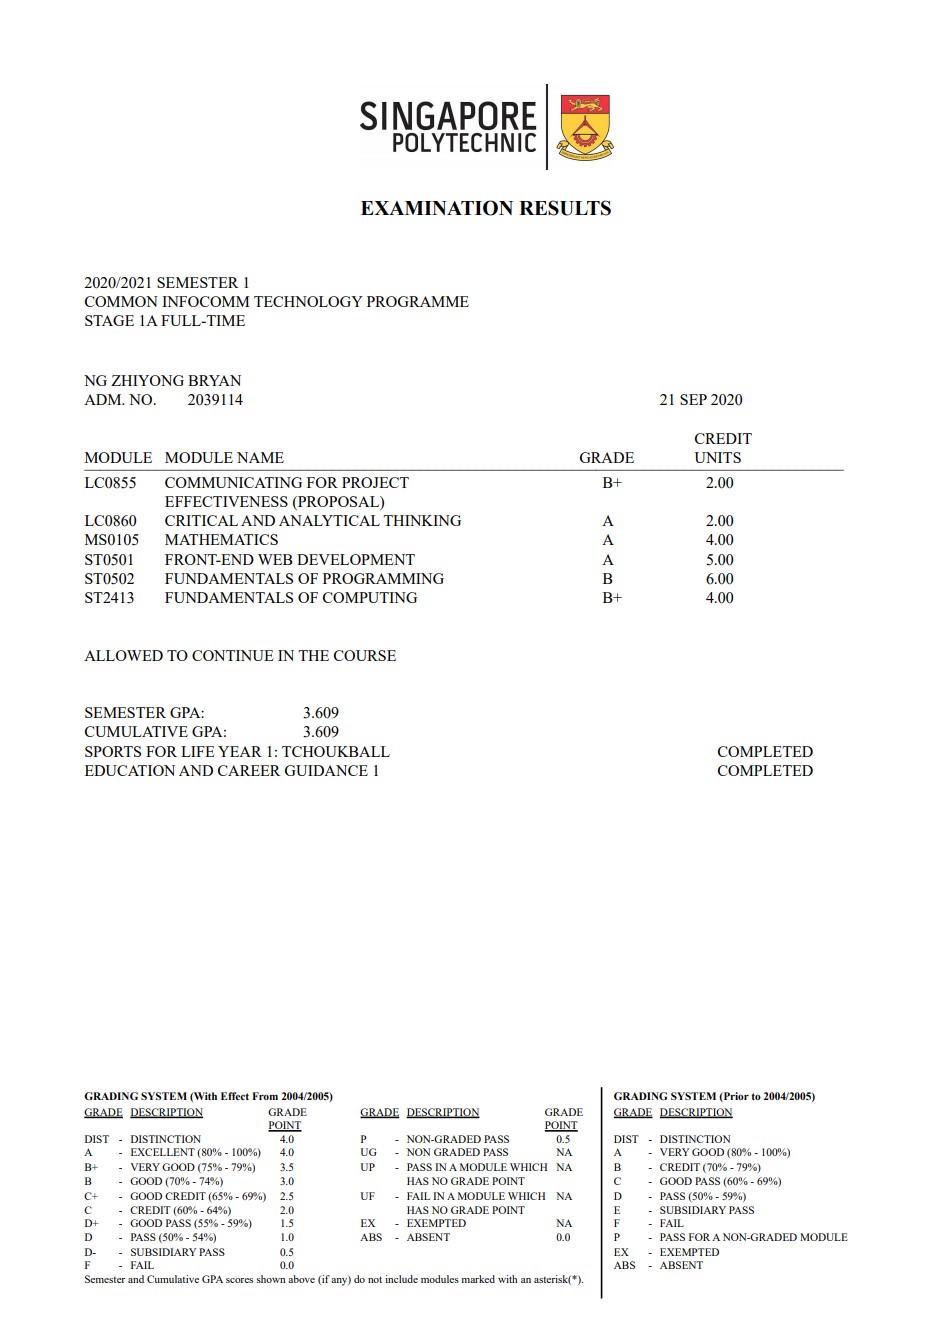 SINGAPORE
POLYTECHNIC
EXAMINATION RESULTS
2020/2021 SEMESTER 1
COMMON INFOCOMM TECHNOLOGY PROGRAMME
STAGE 1A FULL-TIME
NG ZHIYONG BRYAN
ADM. NO. 2039114 21 SEP 2020
CREDIT
MODULE MODULE NAME GRADE UNITS
LC0855 COMMUNICATING FOR PROJECT B+ 2.00
EFFECTIVENESS (PROPOSAL)
LC0860 CRITICAL AND ANALYTICAL THINKING A 2.00
MS0105 MATHEMATICS A 4.00
ST0501 FRONT-END WEB DEVELOPMENT A 5.00
ST0502 FUNDAMENTALS OF PROGRAMMING B 6.00
ST2413 FUNDAMENTALS OF COMPUTING B+ 4.00
ALLOWED TO CONTINUE IN THE COURSE
SEMESTER GPA: 3.609
CUMULATIVE GPA: 3.609
SPORTS FOR LIFE YEAR 1: TCHOUKBALL COMPLETED
EDUCATION AND CAREER GUIDANCE 1 COMPLETED
GRADING SYSTEM (With Effect From 2004/2005)
GRADE DESCRIPTION GRADE
POINT
DIST - DISTINCTION 4.0
A - EXCELLENT (80% - 100%) 4.0
B+ - VERY GOOD (75% - 79%) 3.5
B - GOOD (70% - 74%) 3.0
C+ - GOOD CREDIT (65% - 69%) 2.5
C - CREDIT (60% - 64%) 2.0
D+ - GOOD PASS (55% - 59%) 1.5
D - PASS (50% - 54%) 1.0
D- - SUBSIDIARY PASS 0.5
F - FAIL 0.0
GRADE DESCRIPTION GRADE
POINT
P - NON-GRADED PASS 0.5
UG - NON GRADED PASS NA
UP - PASS IN A MODULE WHICH NA
HAS NO GRADE POINT
UF - FAIL IN A MODULE WHICH NA
HAS NO GRADE POINT
EX - EXEMPTED NA
ABS - ABSENT 0.0
Semester and Cumulative GPA scores shown above (if any) do not include modules marked with an asterisk(*).
GRADING SYSTEM (Prior to 2004/2005)
GRADE DESCRIPTION
DIST - DISTINCTION
A - VERY GOOD (80% - 100%)
B - CREDIT (70% - 79%)
C - GOOD PASS (60% - 69%)
D - PASS (50% - 59%)
E - SUBSIDIARY PASS
F - FAIL
P - PASS FOR A NON-GRADED MODULE
EX - EXEMPTED
ABS - ABSENT